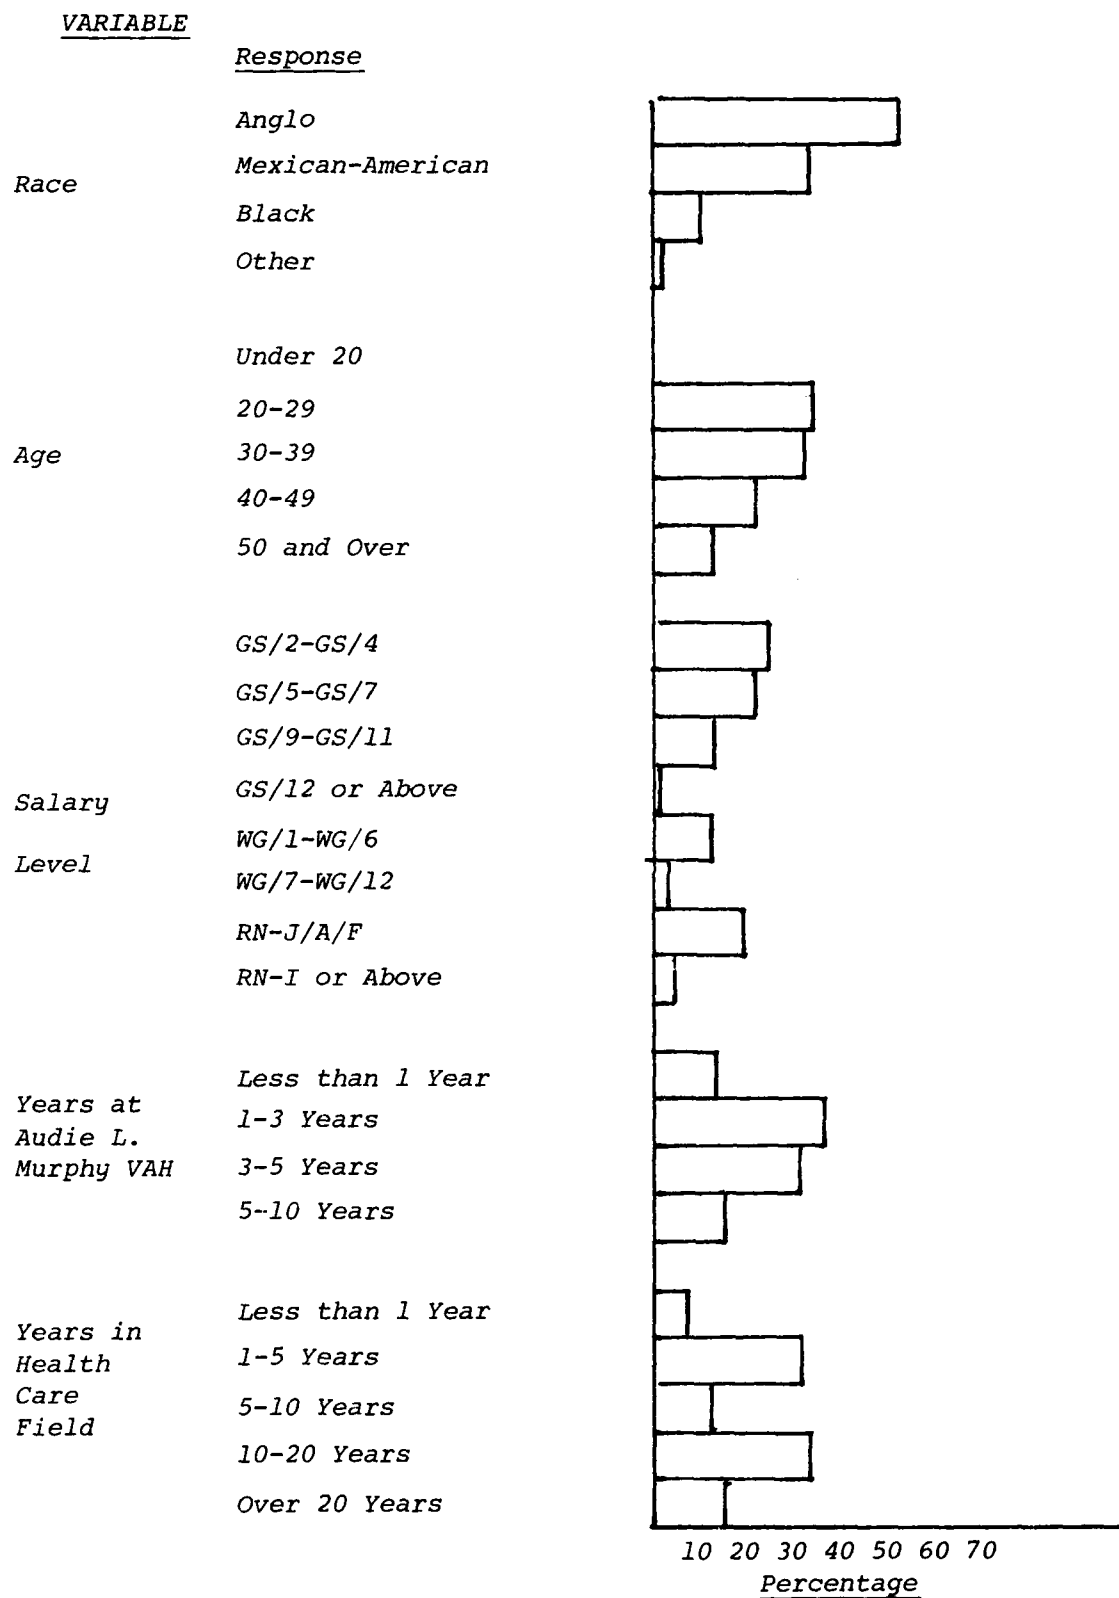 VARIABLE
Response
Anglo
Mexican-American
Race
Black
Other
Under 20
20-29
Age
30-39
40-49
50 and Over
GS/2-GS/4
GS/5-GS/7
GS/9-GS/11
Salary
Level
GS/12 or Above
WG/1-WG/6
WG/7-WG/12
RN-J/A/F
RN-I or Above
Years at
Audie L.
Murphy VAH
Less than 1 Year
1-3 Years
3-5 Years
5--10 Years
Years in
Health
Care
Field
Less than 1 Year
1-5 Years
5-10 Years
10-20 Years
Over 20 Years
10 20 30 40 50 60 70
Percentage